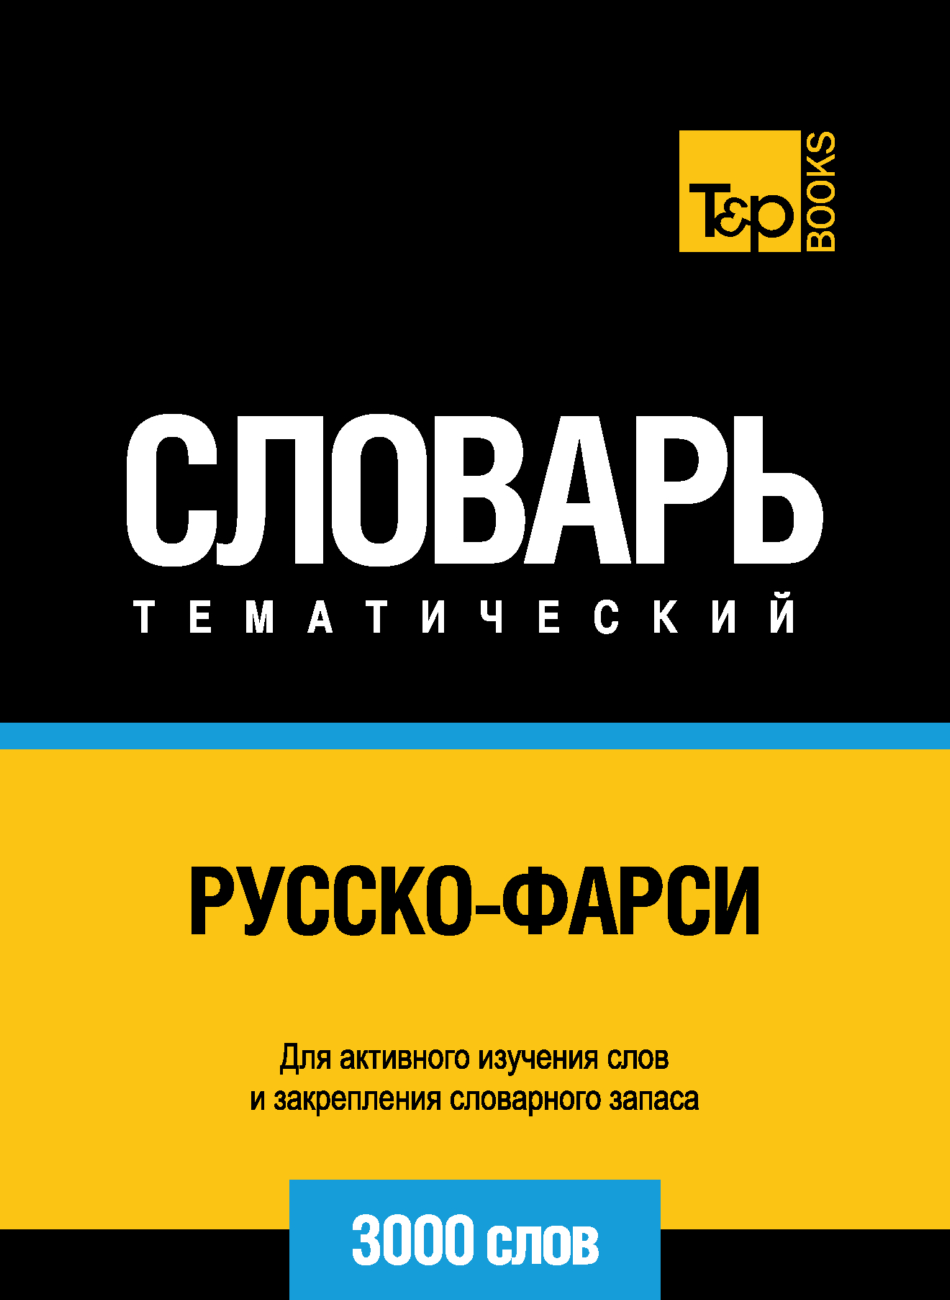 T&p BOOKS
СЛОВАРЬ
ТЕМАТИЧЕСКИЙ
РУССКО-ФАРСИ
Для активного изучения слов
и закрепления словарного запаса
3000 слов